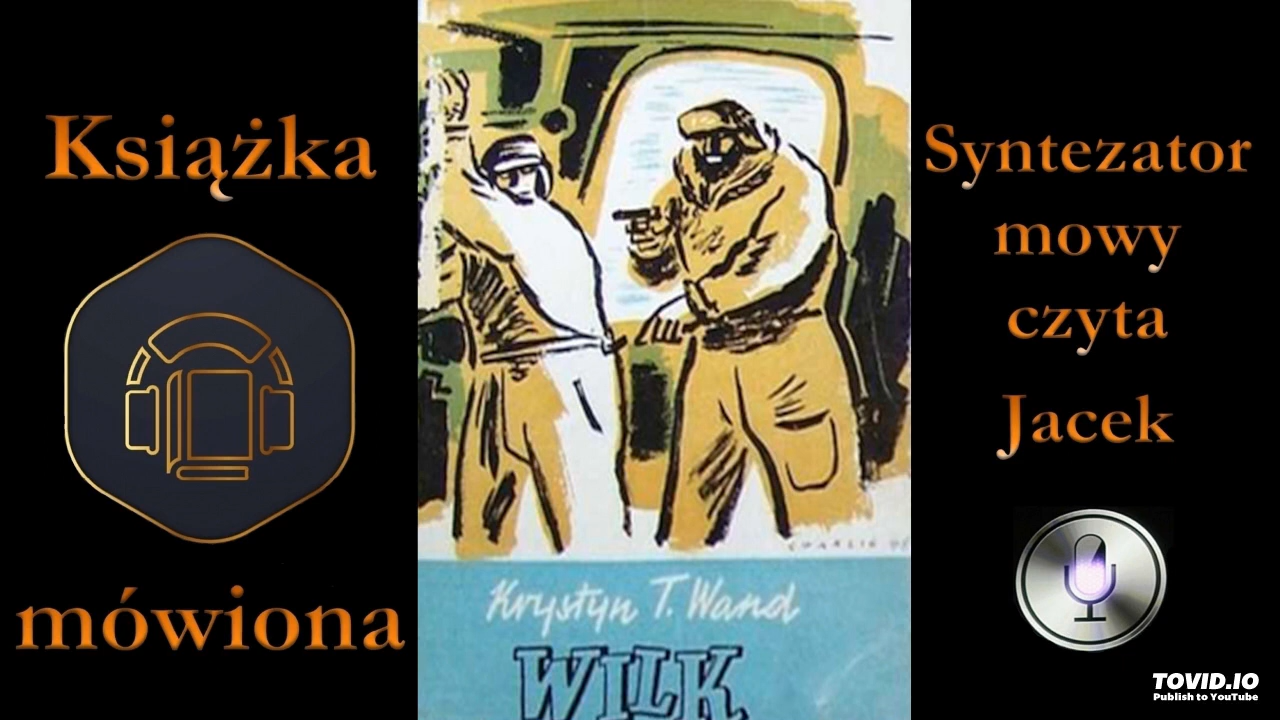 Książka
mówiona
Krystyn T. Wand
WILK
Syntezator
mowy
czyta
Jacek
TOVID.IO
Publish to YouTube